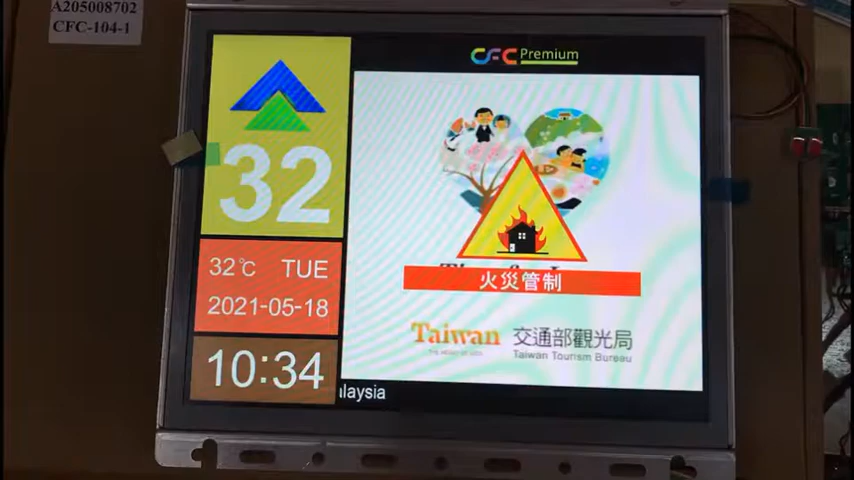 A205008702
CFC-104-1
CFC Premium
32
32℃ TUE
2021-05-18
10:34
火災管制
Taiwan
交通部觀光局
Taiwan Tourism Bureau
laysia